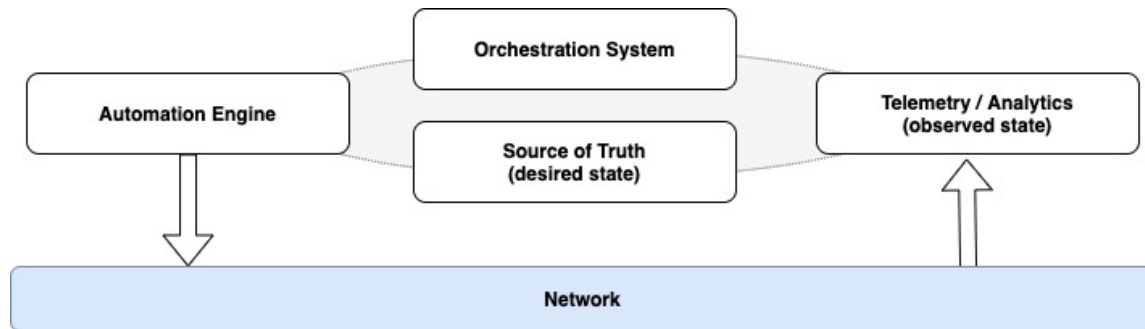 Orchestration System
Automation Engine
Telemetry / Analytics
(observed state)
Source of Truth
(desired state)
Network